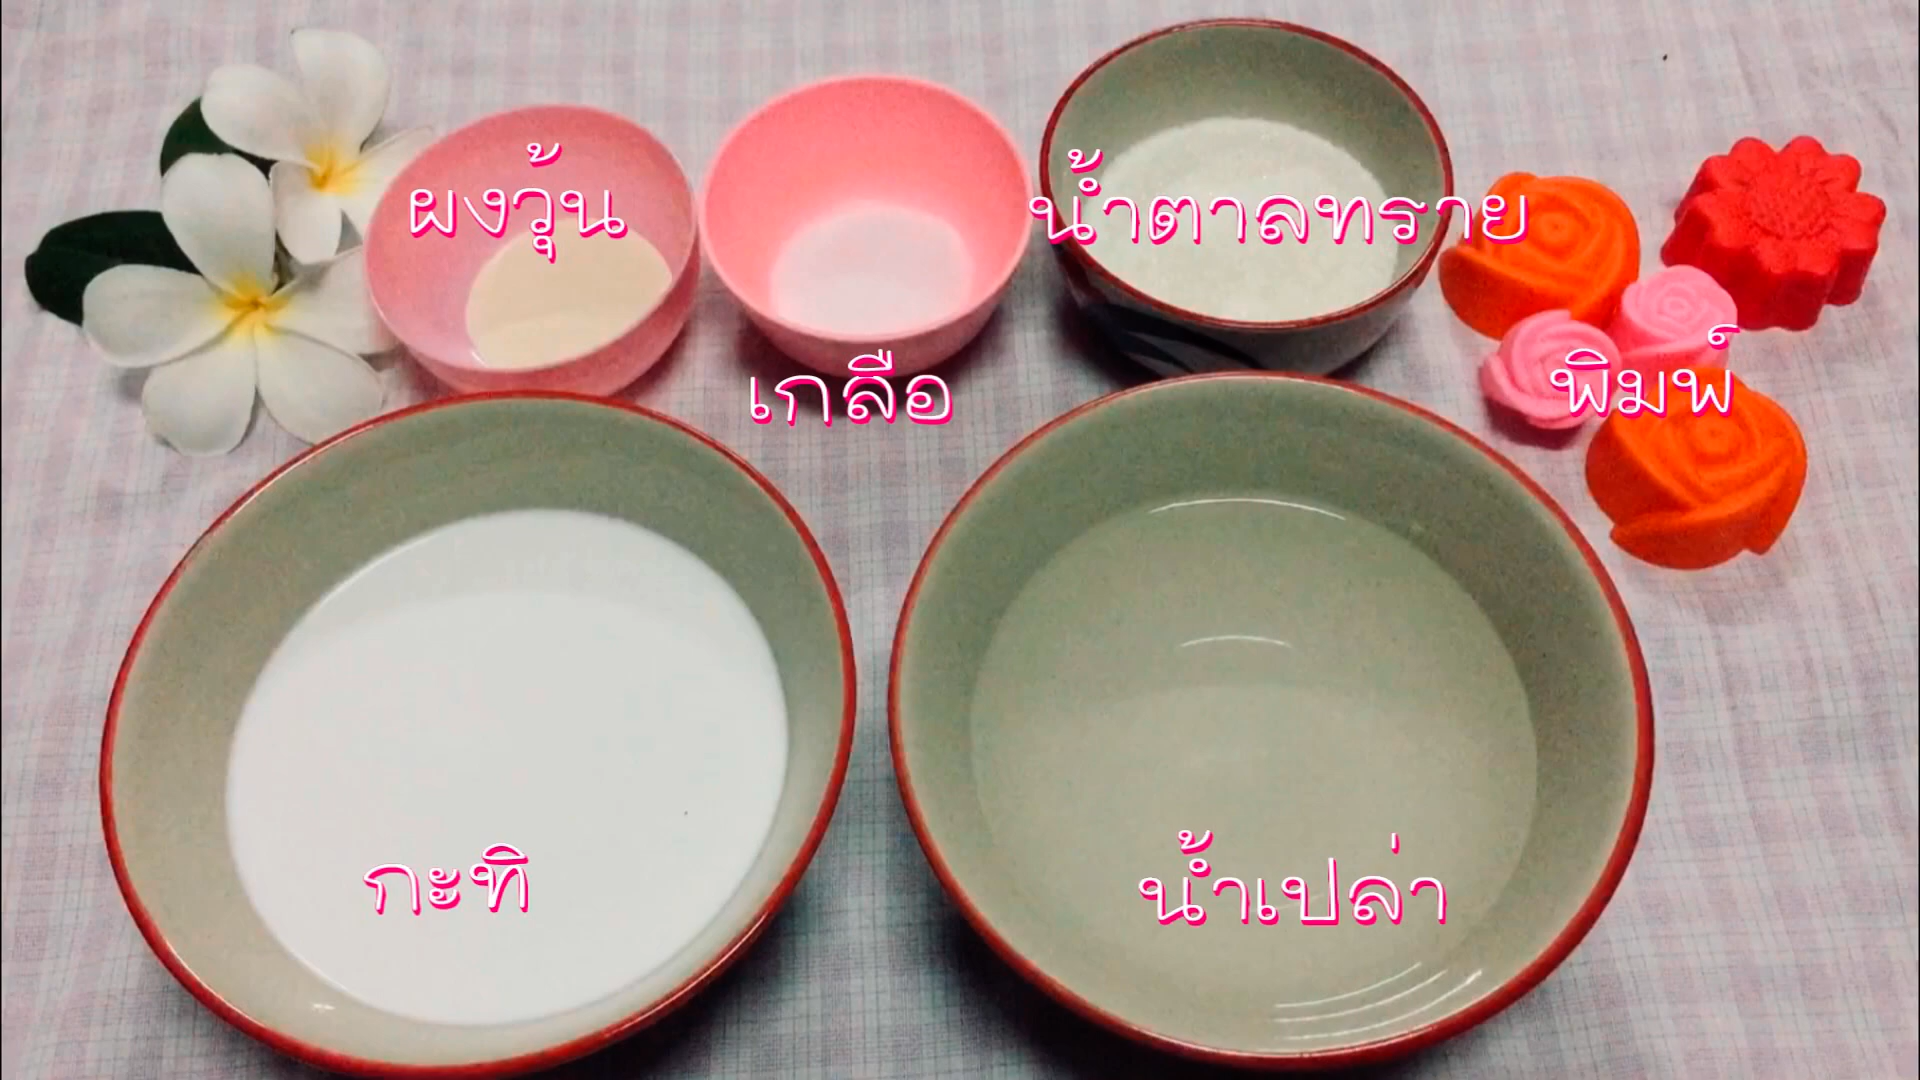 ผงวุ้น
น้ำตาลทราย
เกลือ
พิมพ์
กะทิ
น้ำเปล่า